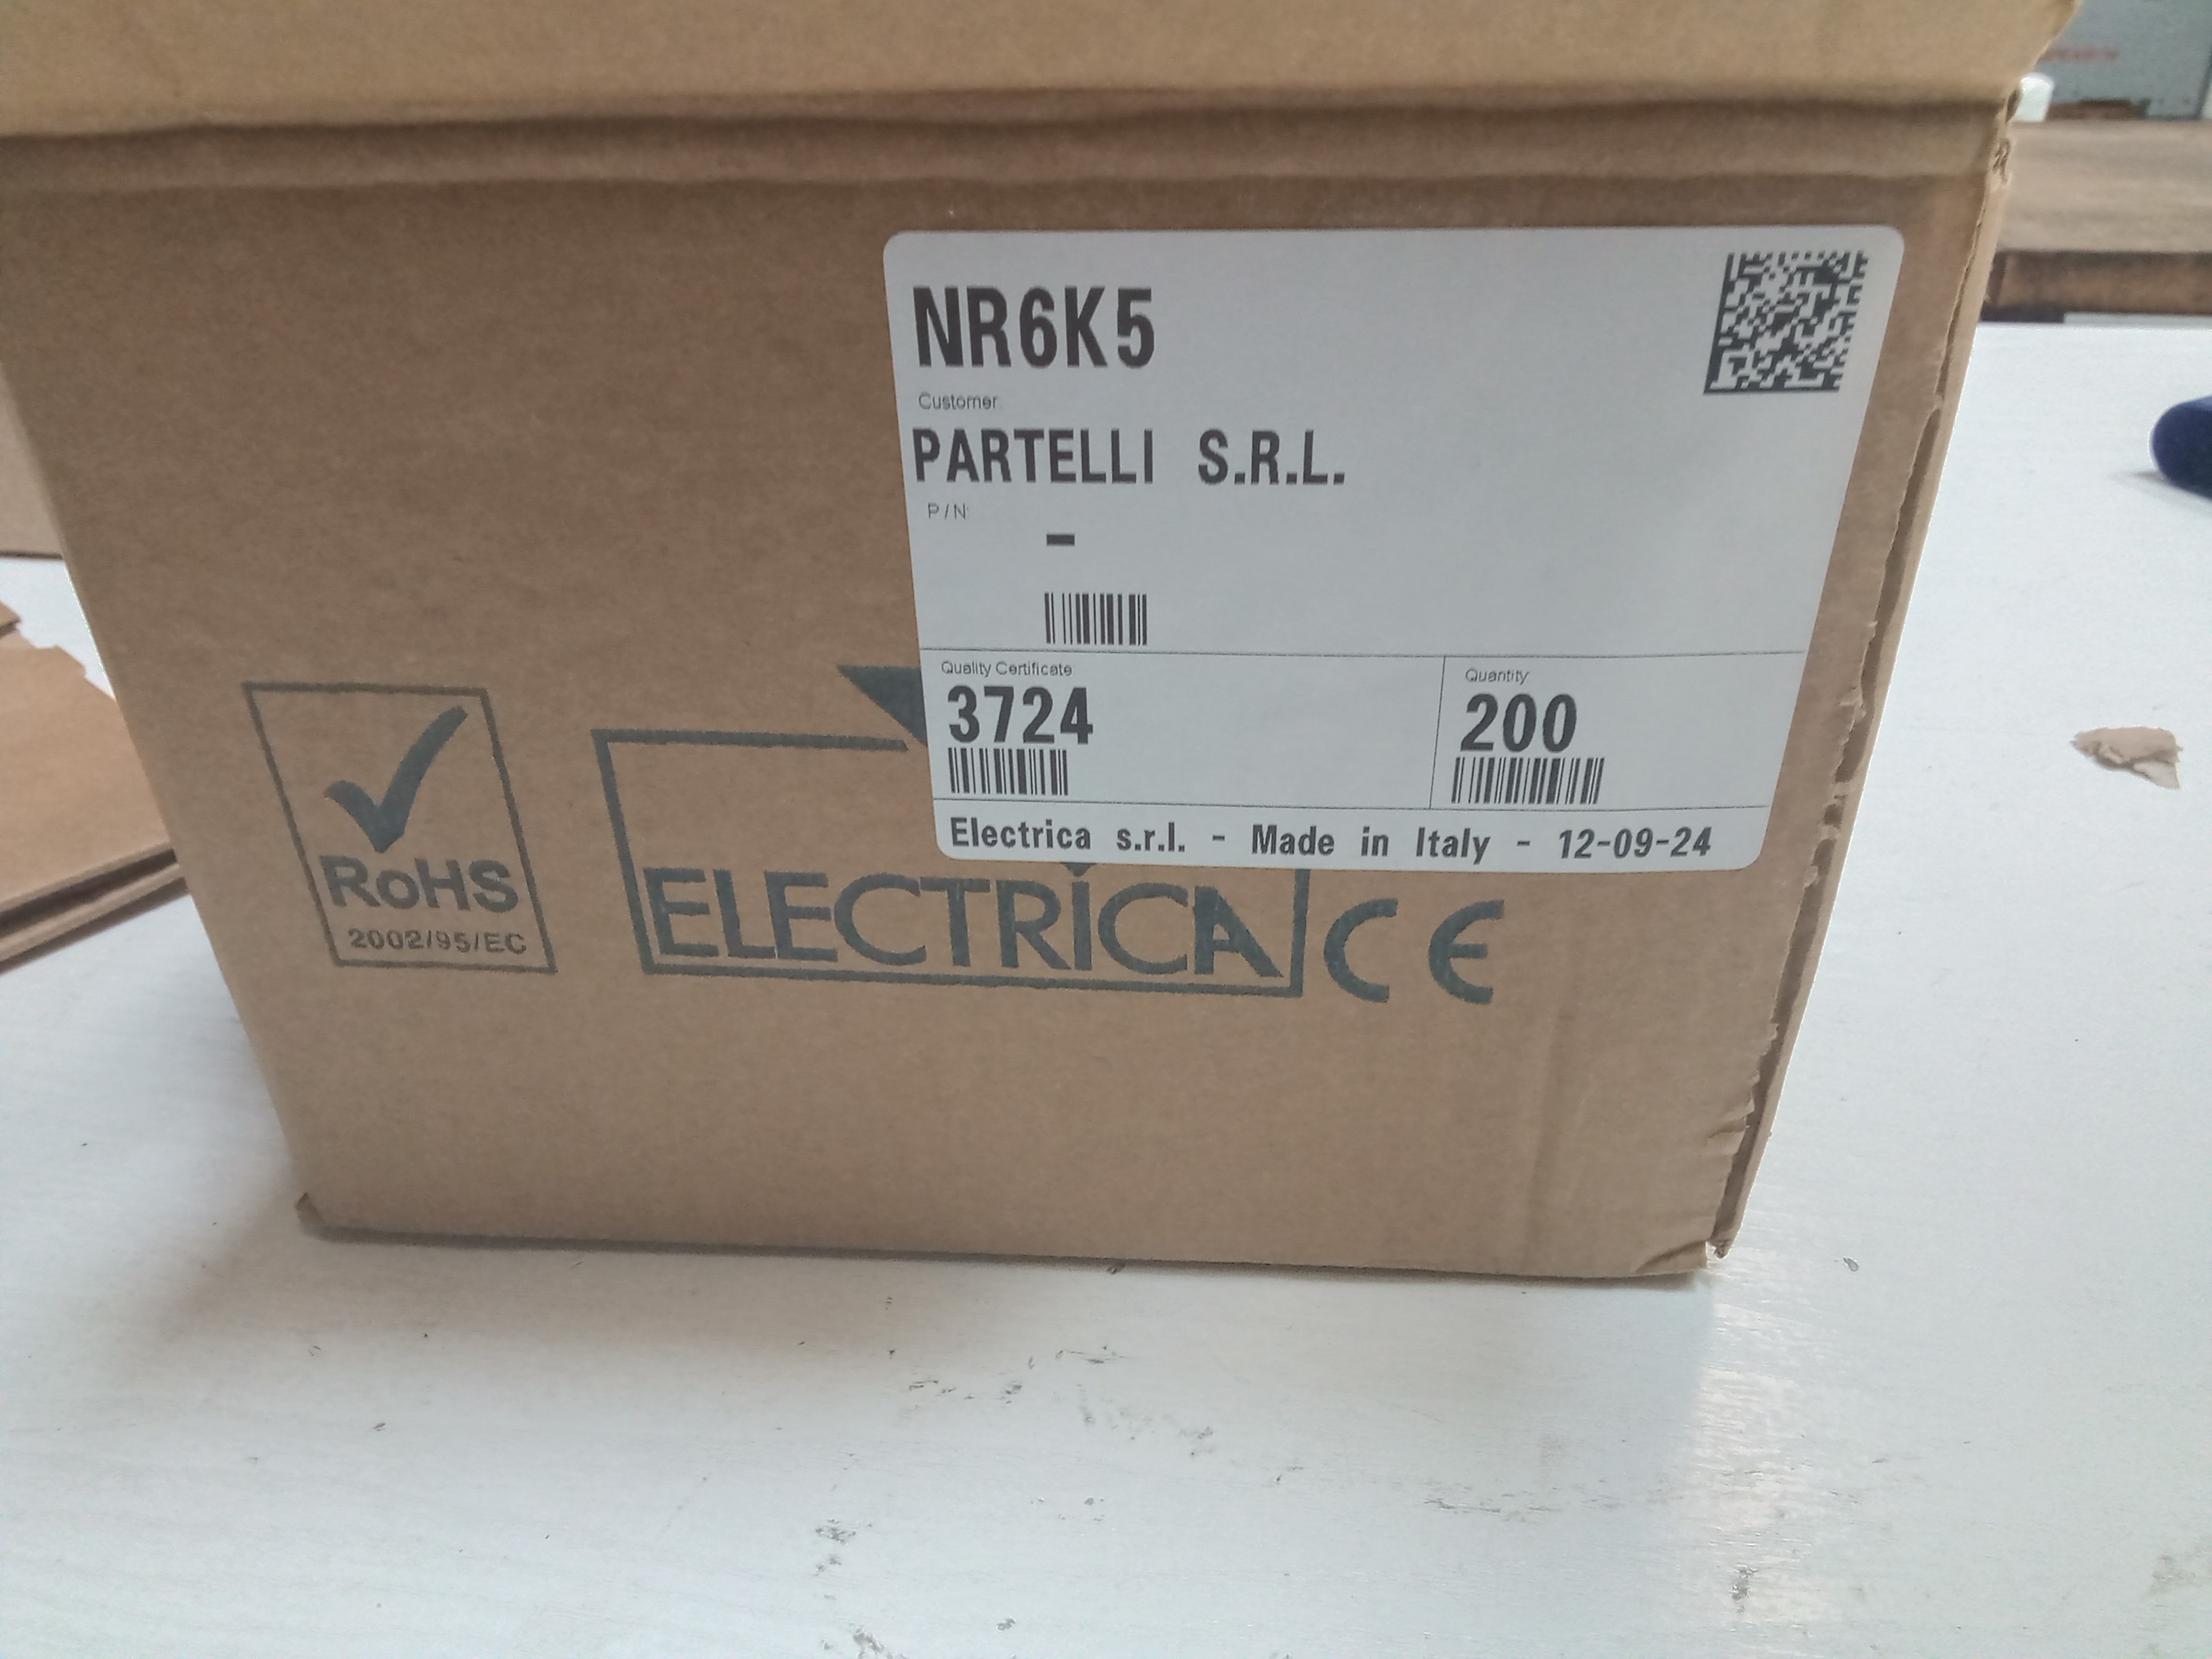 NR6K5
Customer
PARTELLI S.R.L.
P/N:
-
Quality Certificate
3724
Quantity
200
Electrica s.r.l. - Made in Italy - 12-09-24
RoHS
2002/95/EC
ELECTRICA
CE